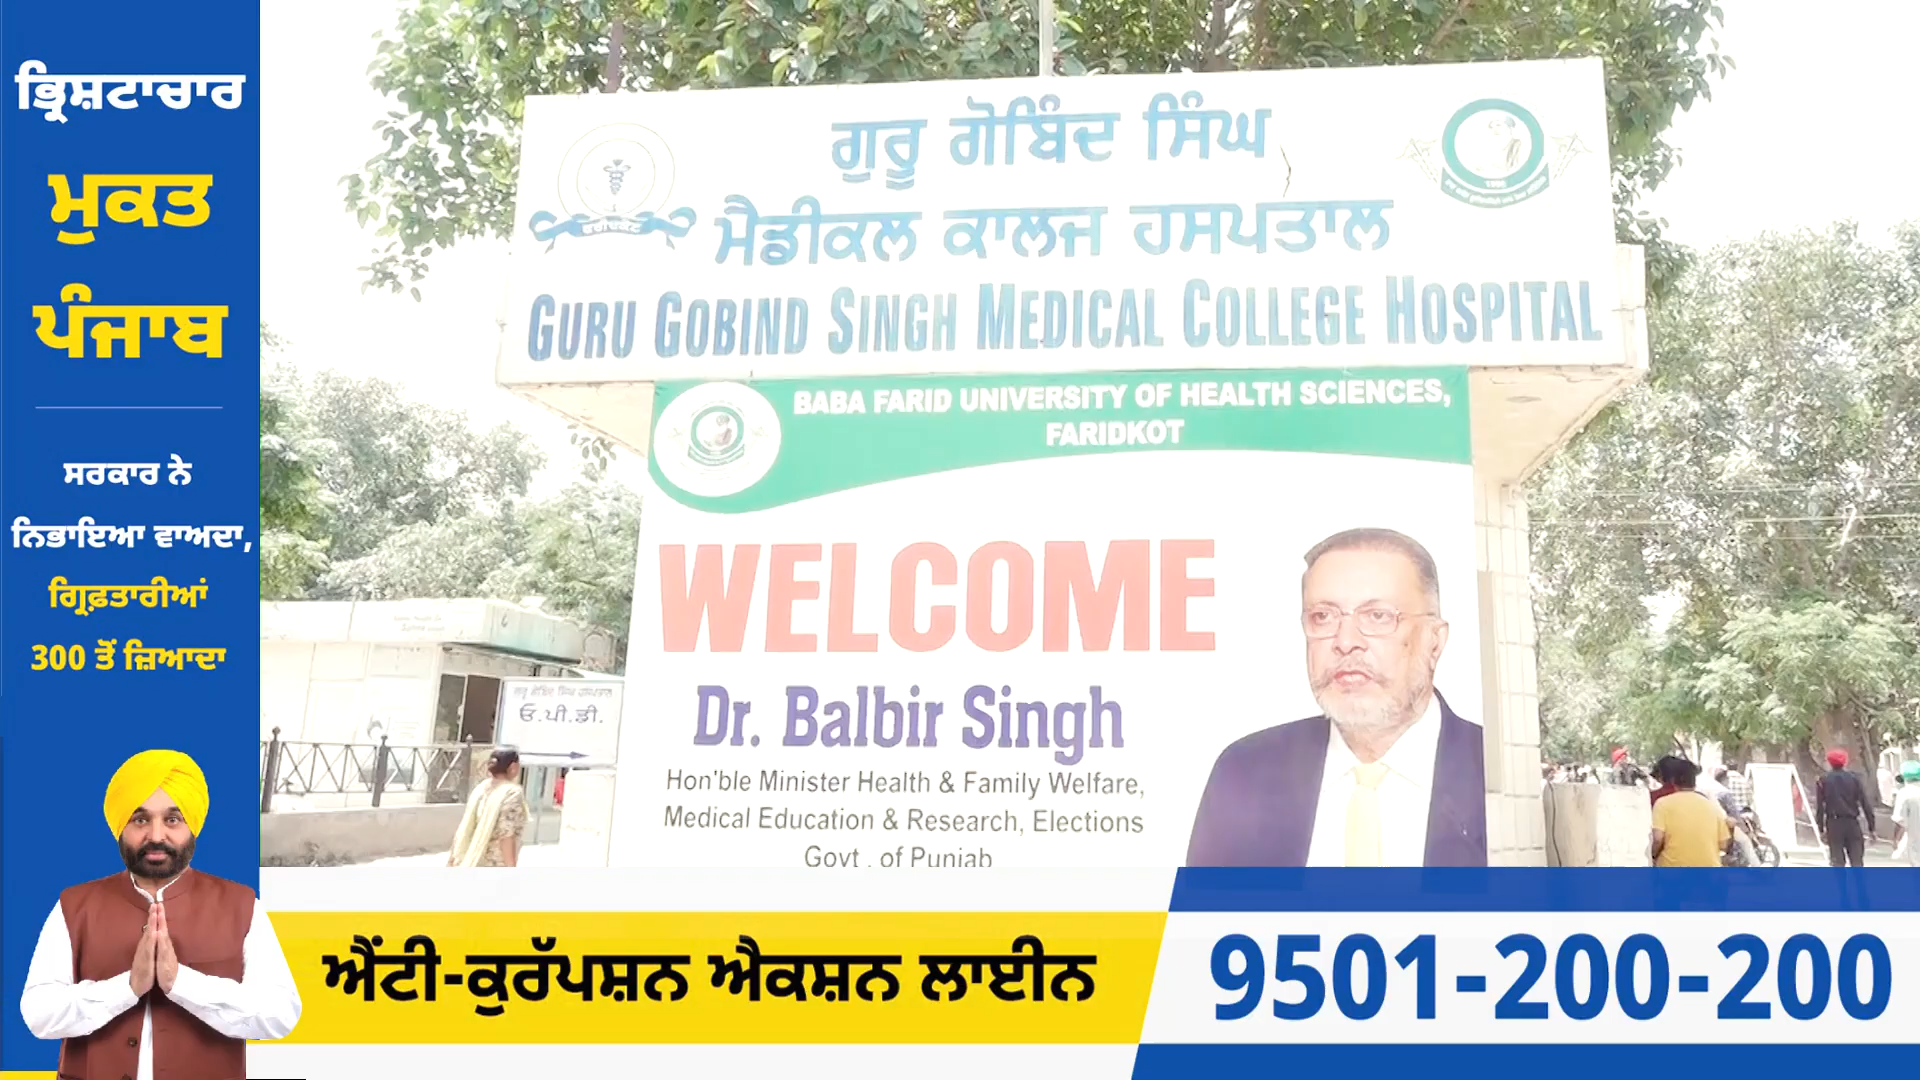 ਭ੍ਰਿਸ਼ਟਾਚਾਰ
ਮੁਕਤ
ਪੰਜਾਬ
ਸਰਕਾਰ ਨੇ
ਨਿਭਾਇਆ ਵਾਅਦਾ,
ਗ੍ਰਿਫ਼ਤਾਰੀਆਂ
300 ਤੋਂ ਜ਼ਿਆਦਾ
ਗੁਰੂ ਗੋਬਿੰਦ ਸਿੰਘ
ਮੈਡੀਕਲ ਕਾਲਜ ਹਸਪਤਾਲ
GURU GOBIND SINGH MEDICAL COLLEGE HOSPITAL
BABA FARID UNIVERSITY OF HEALTH SCIENCES,
FARIDKOT
WELCOME
Dr. Balbir Singh
Hon'ble Minister Health & Family Welfare,
Medical Education & Research, Elections
Govt . of Punjab
ਗੁਰੂ ਗੋਬਿੰਦ ਸਿੰਘ ਹਸਪਤਾਲ
ਓ.ਪੀ.ਡੀ.
ਐਂਟੀ-ਕੁਰੱਪਸ਼ਨ ਐਕਸ਼ਨ ਲਾਈਨ
9501-200-200